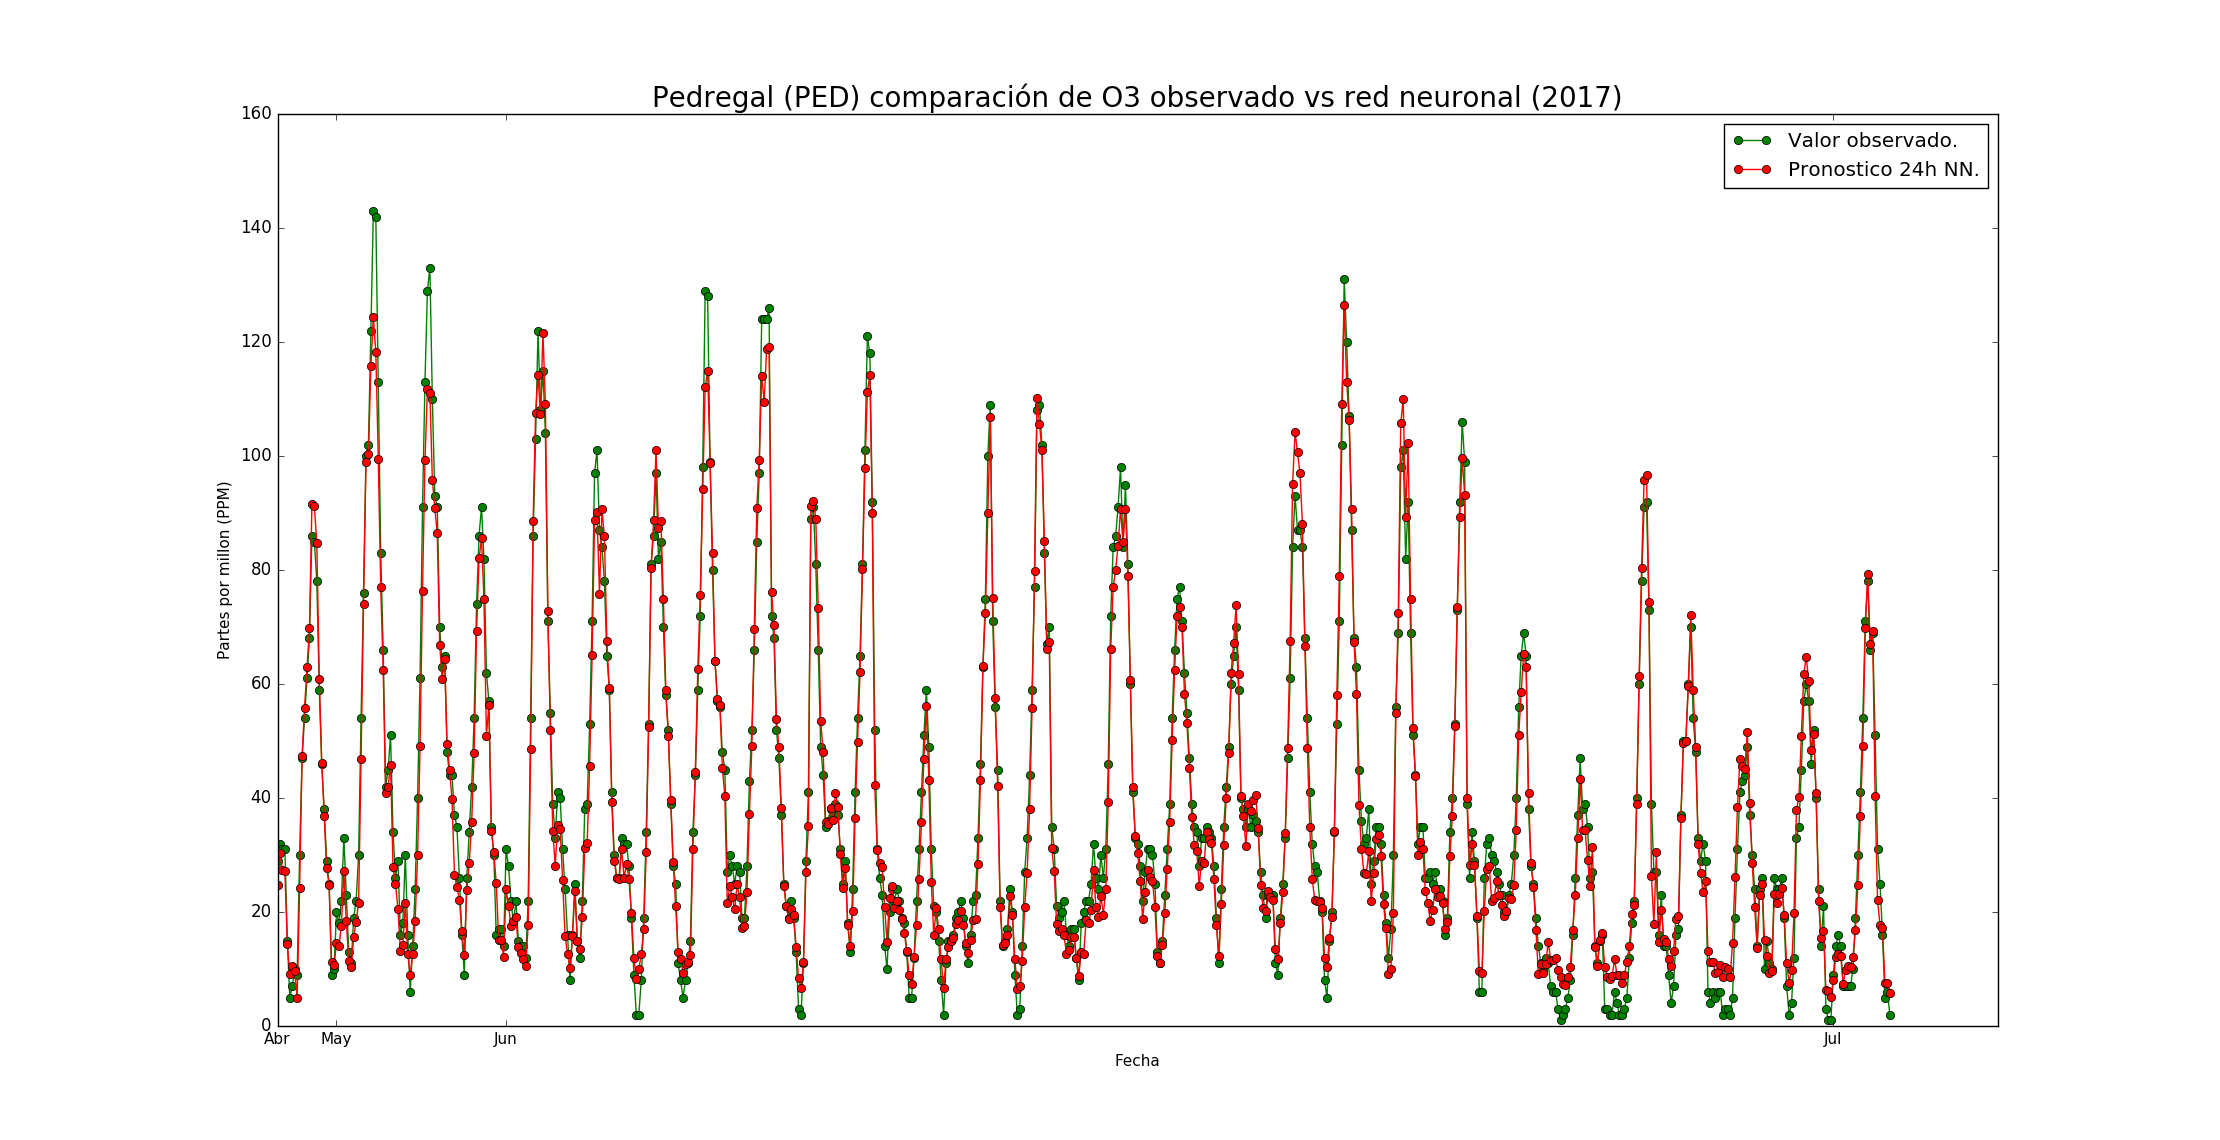 Pedregal (PED) comparación de O3 observado vs red neuronal (2017)
160
140
120
100
80
60
40
20
0
Partes por millon (PPM)
Valor observado.
Pronostico 24h NN.
Abr May Jun Jul
Fecha